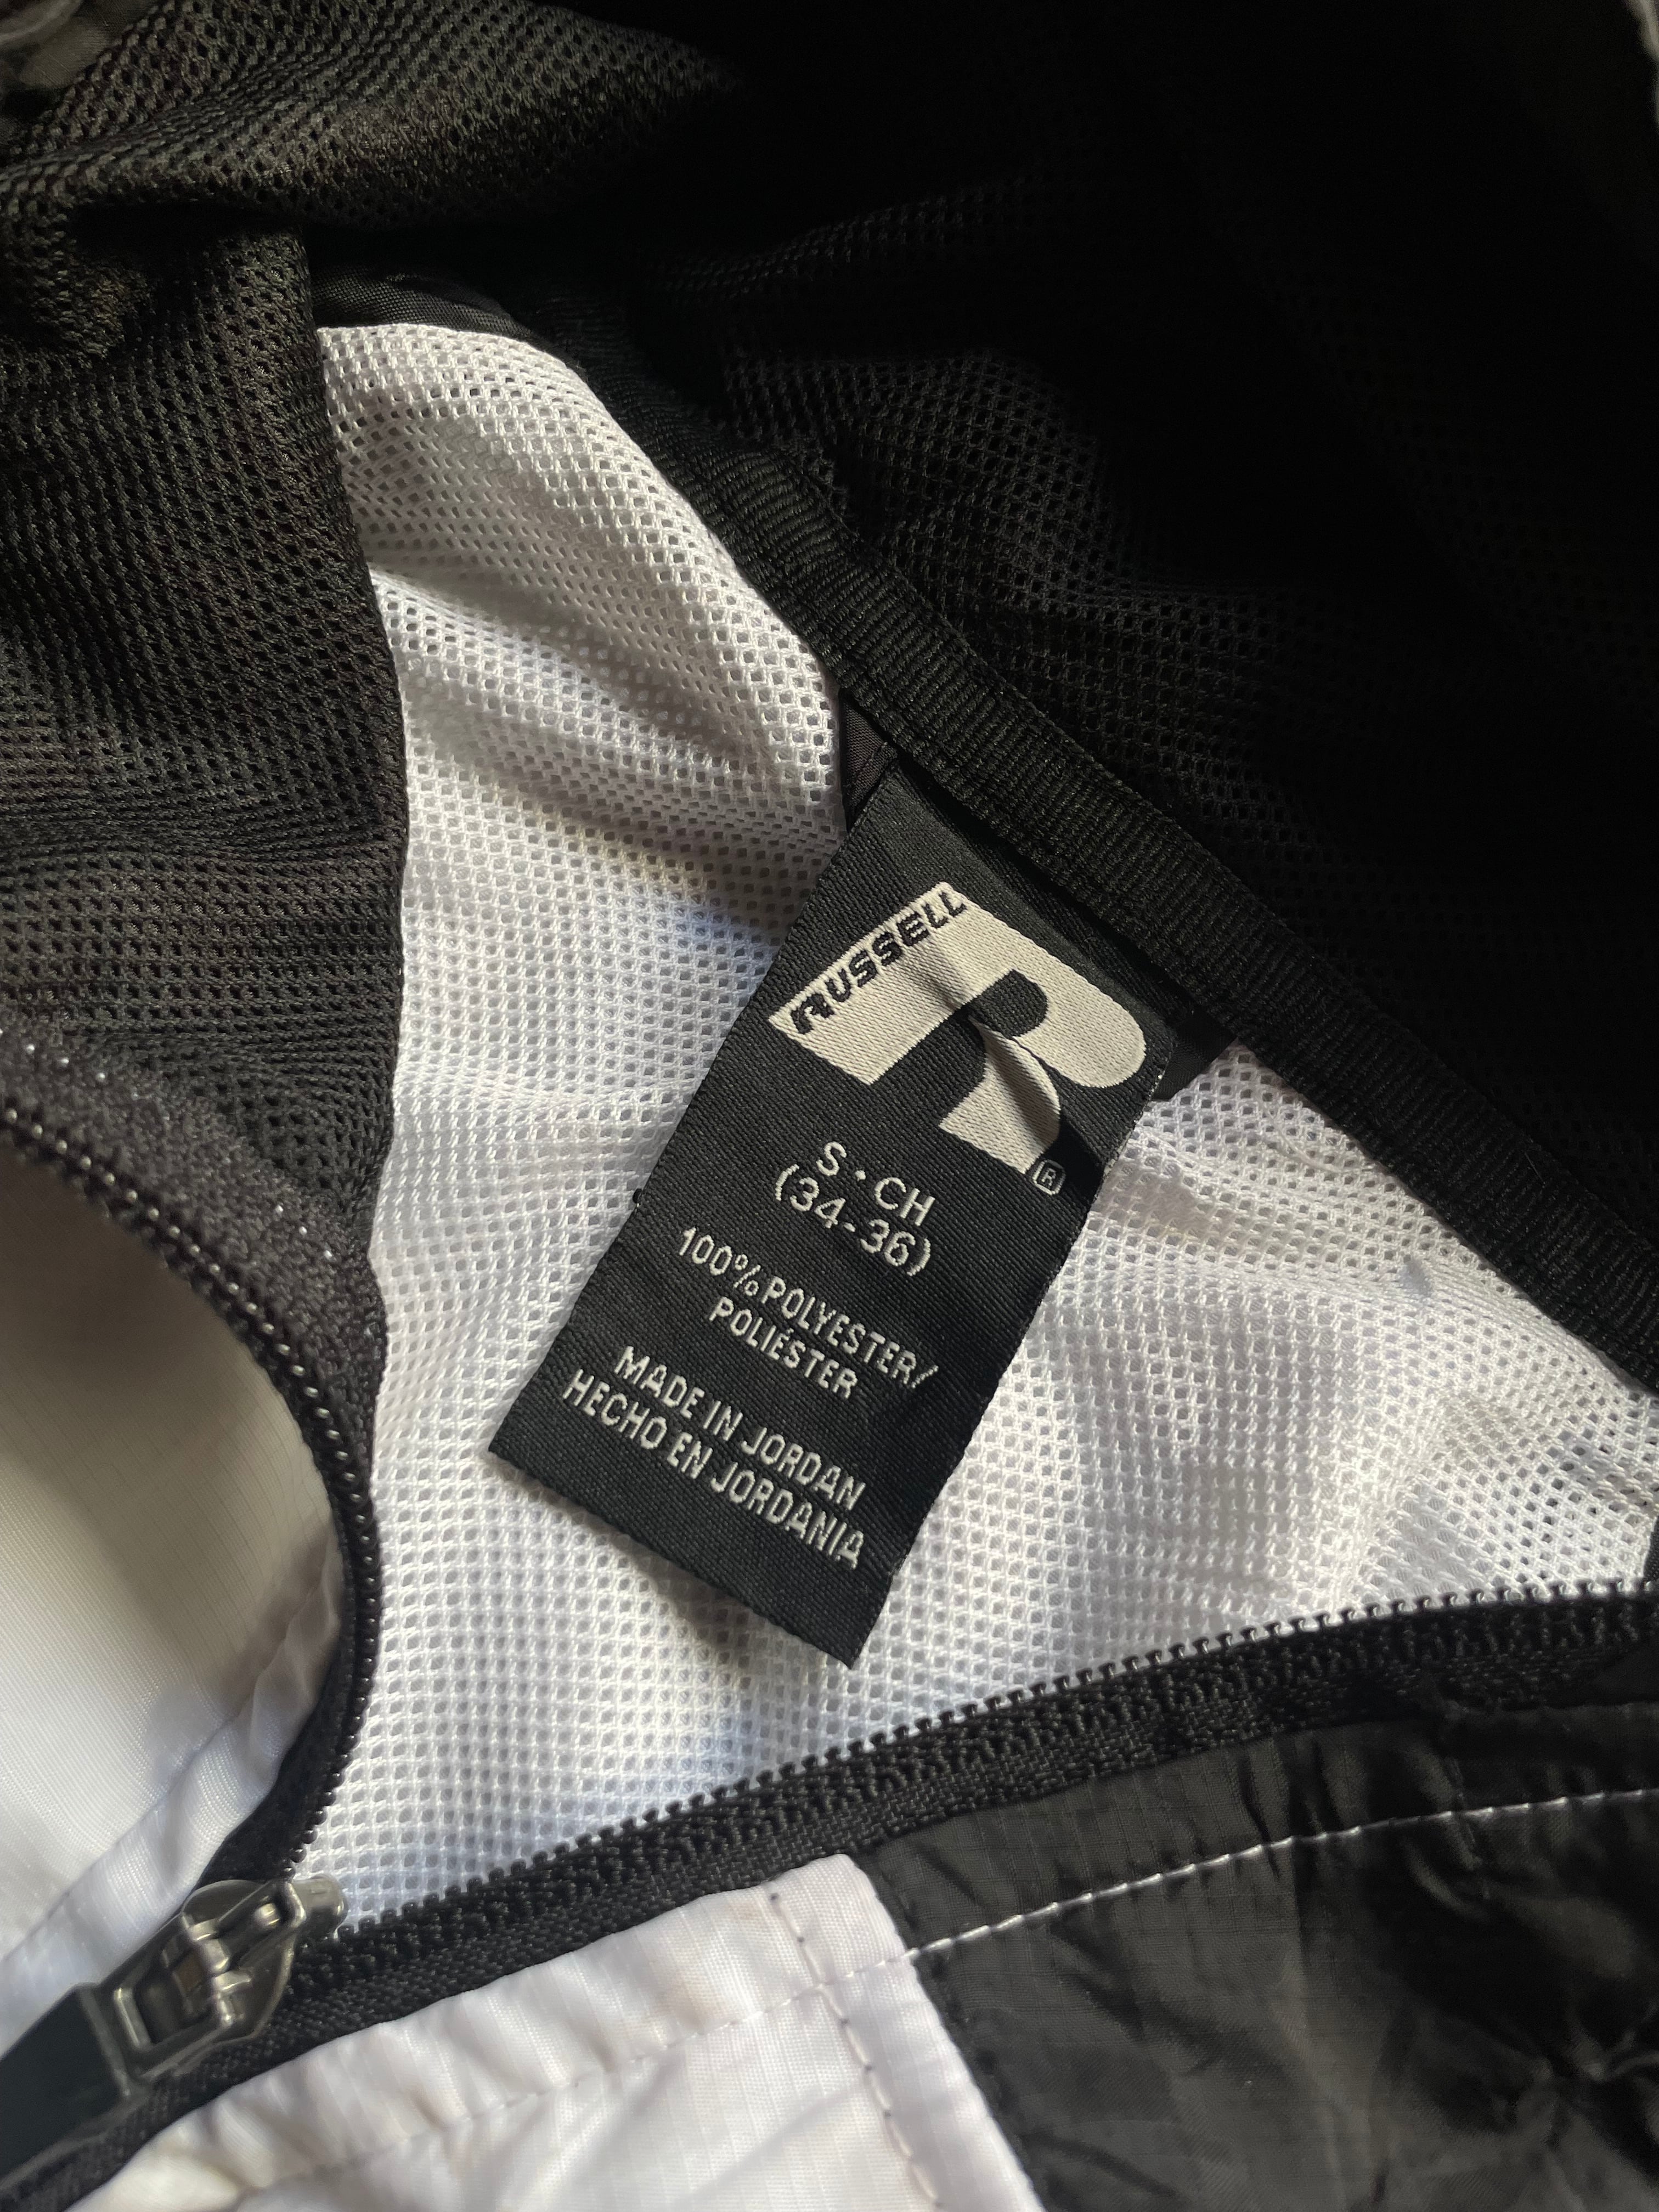 RUSSELL
R
®
S·CH
(34-36)
100% POLYESTER/
POLIÉSTER
MADE IN JORDAN
HECHO EN JORDANIA